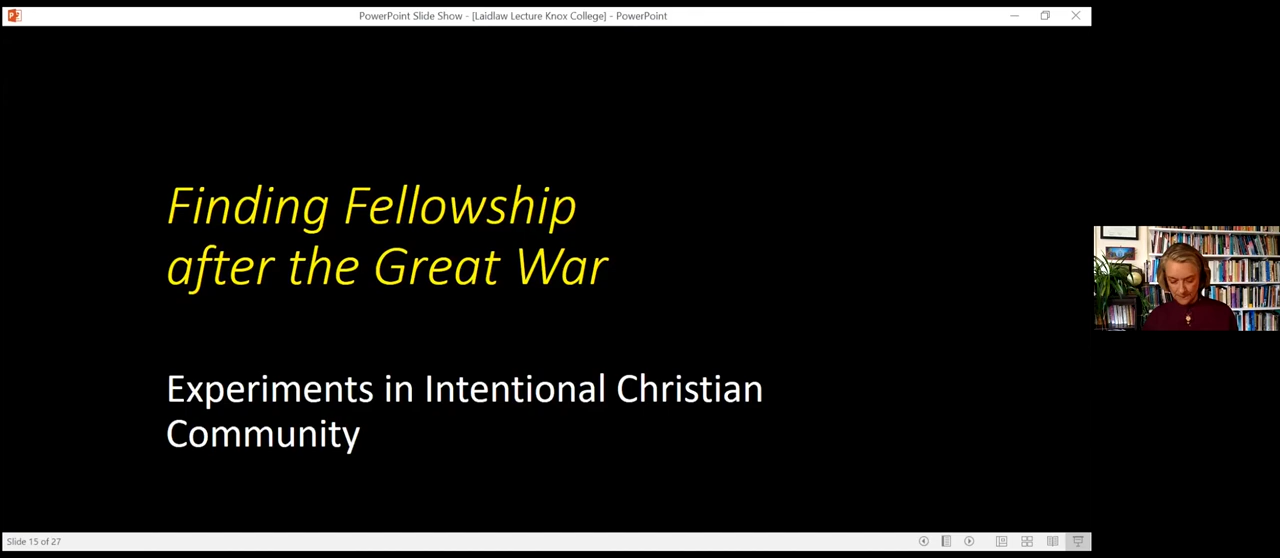 PowerPoint Slide Show - [Laidlaw Lecture Knox College] - PowerPoint
Finding Fellowship
after the Great War
Experiments in Intentional Christian
Community
Slide 15 of 27